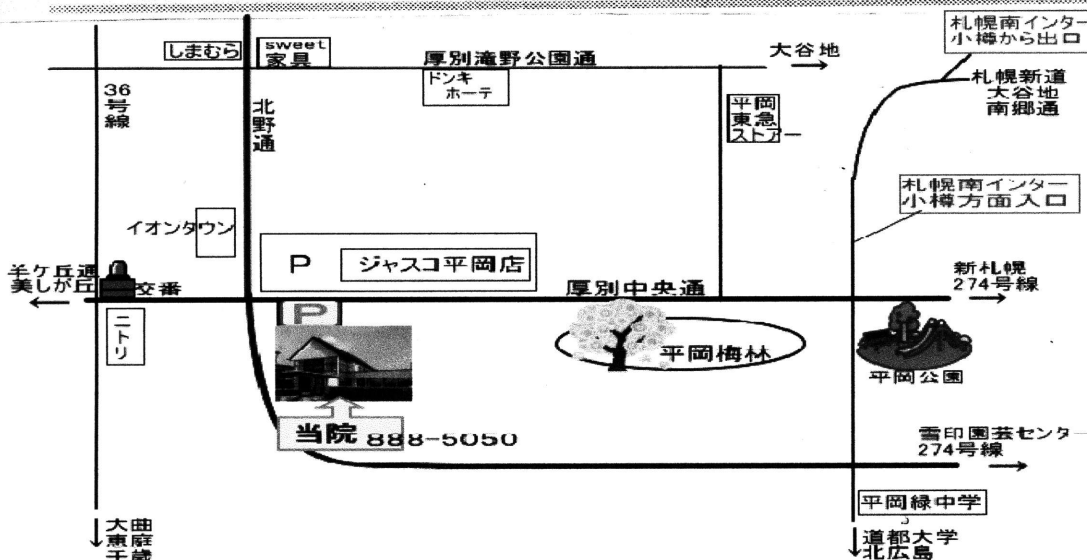 札幌南インター
小樽から出口
しまむら
sweet
家具
厚別滝野公園通
大谷地
ドンキ
ホーテ
札幌新道
大谷地
南郷通
36
号
線
北
野
通
平岡
東急
ストアー
札幌南インター
小樽方面入口
イオンタウン
P
ジャスコ平岡店
羊ケ丘通
美しが丘
交番
厚別中央通
新札幌
274号線
P
ニ
ト
リ
平岡梅林
平岡公園
当院 888-5050
雪印園芸センター
274号線
平岡緑中学
大曲
恵庭
千歳
道都大学
北広島